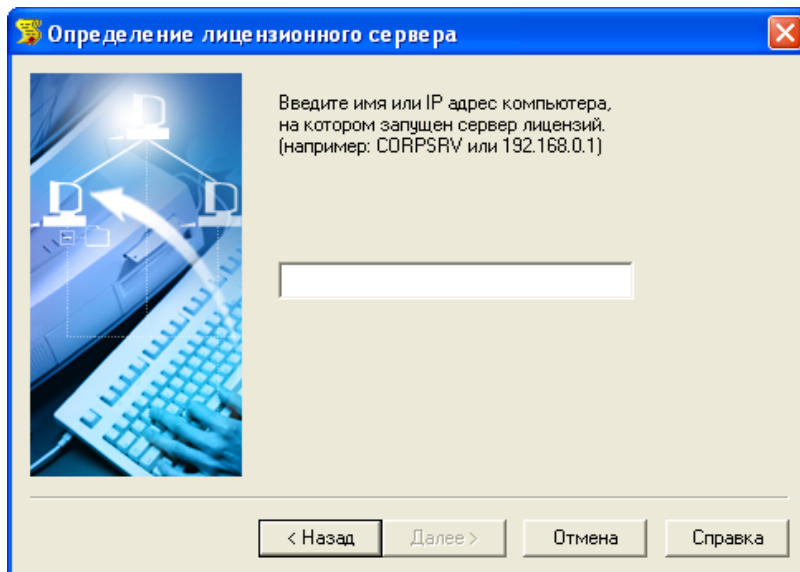 Определение лицензионного сервера
Введите имя или IP адрес компьютера,
на котором запущен сервер лицензий.
(например: CORPSRV или 192.168.0.1)
< Назад
Далее >
Отмена
Справка